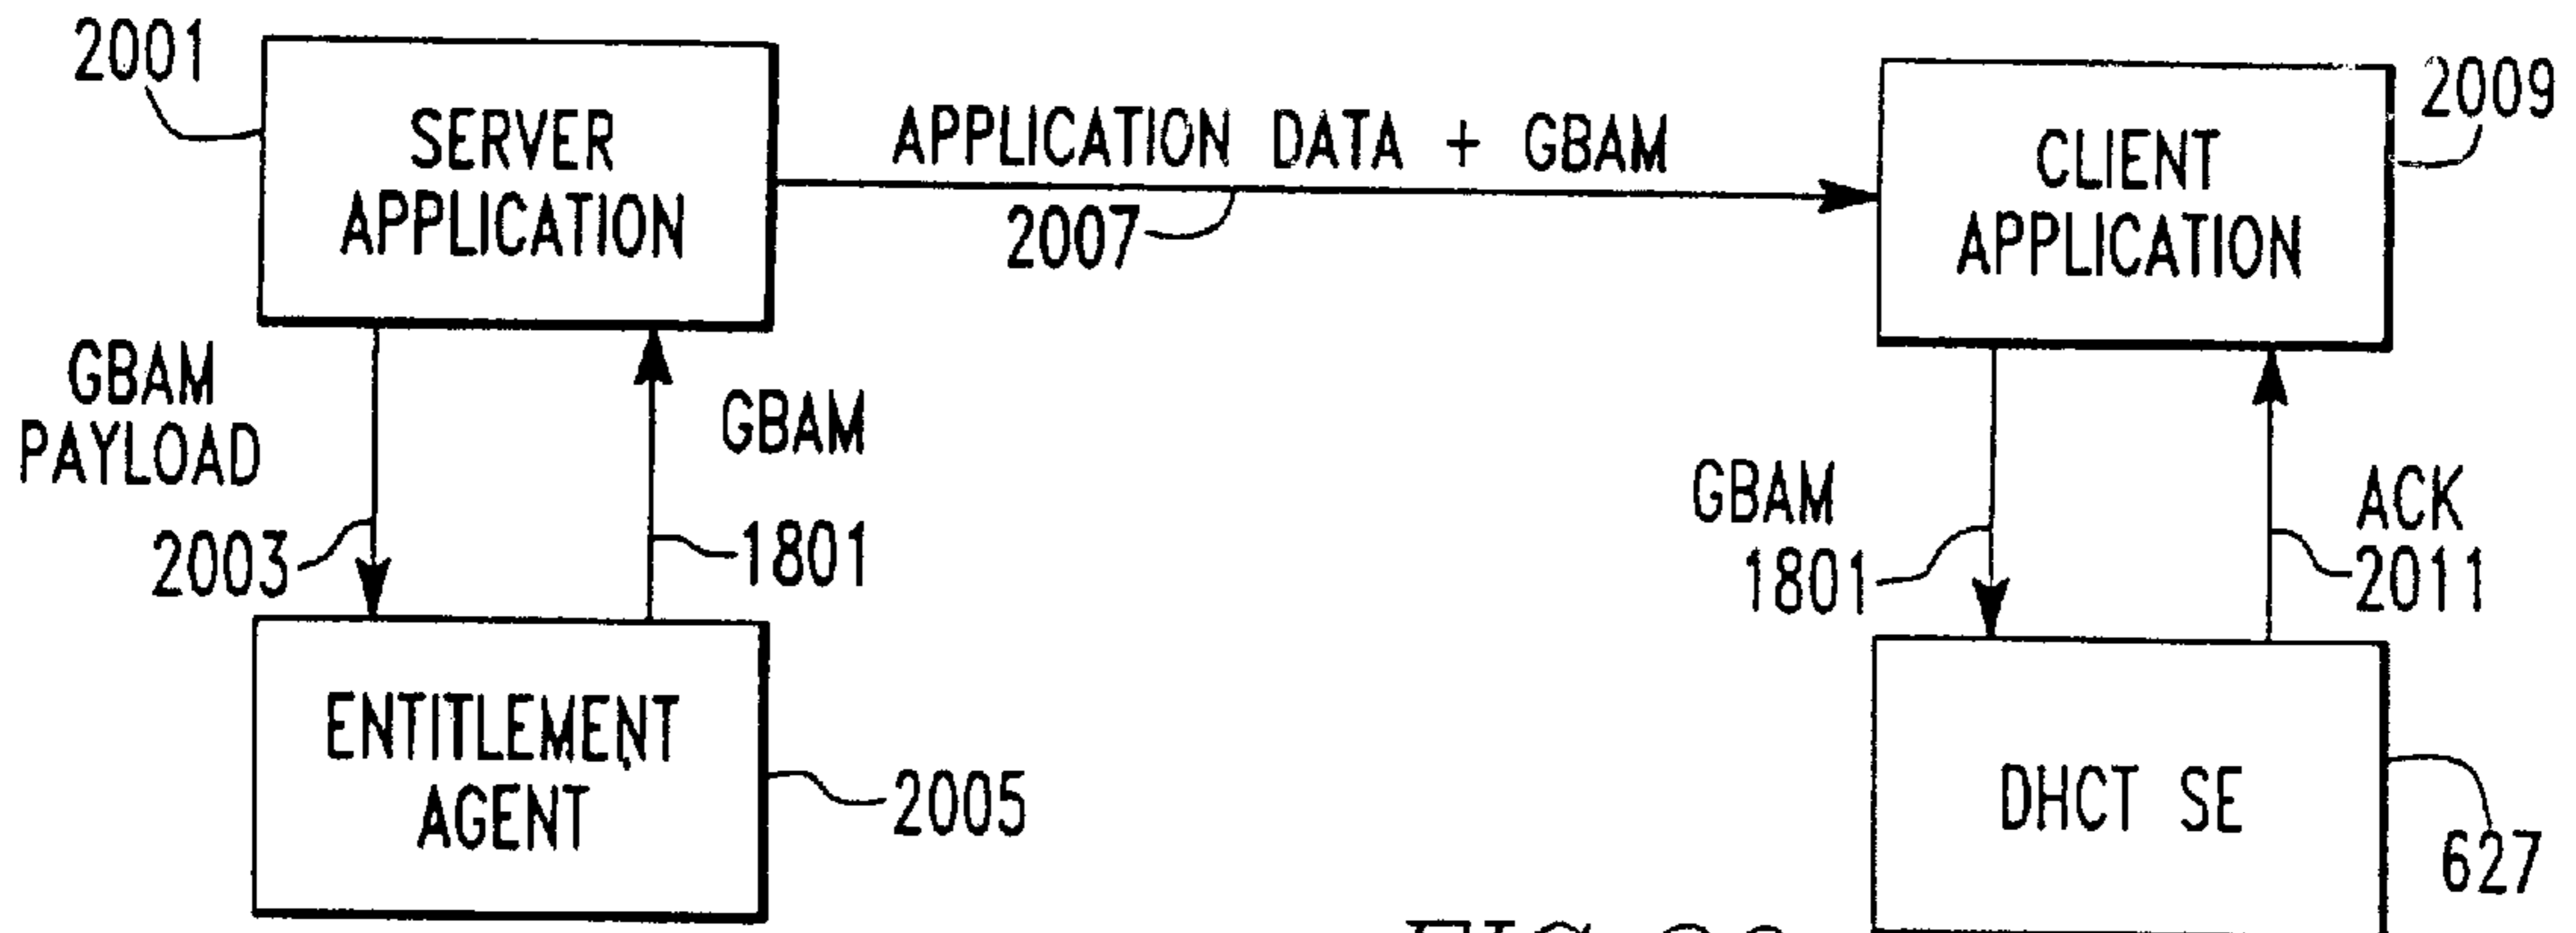 2001
SERVER
APPLICATION
APPLICATION DATA + GBAM
2007
CLIENT
APPLICATION
2009
GBAM
PAYLOAD
2003
GBAM
1801
GBAM
1801
ACK
2011
ENTITLEMENT
AGENT
2005
DHCT SE
627